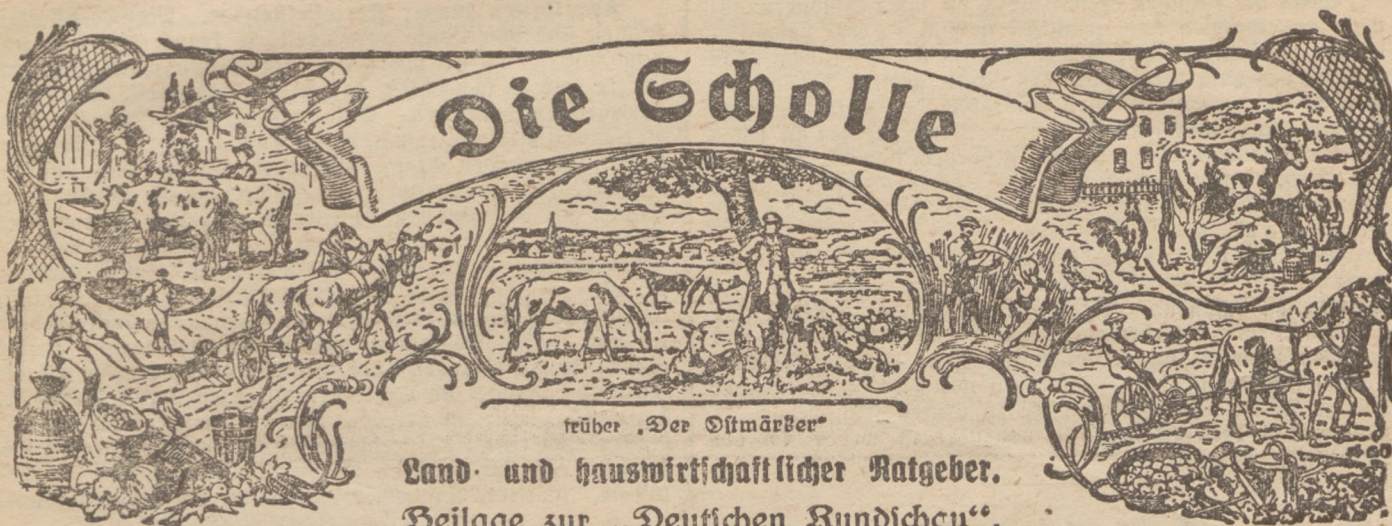 Die Scholle
früher „Der Ostmärker“
Land- und hauswirtschaftlicher Ratgeber.
Beilage zur „Deutschen Rundschau“.